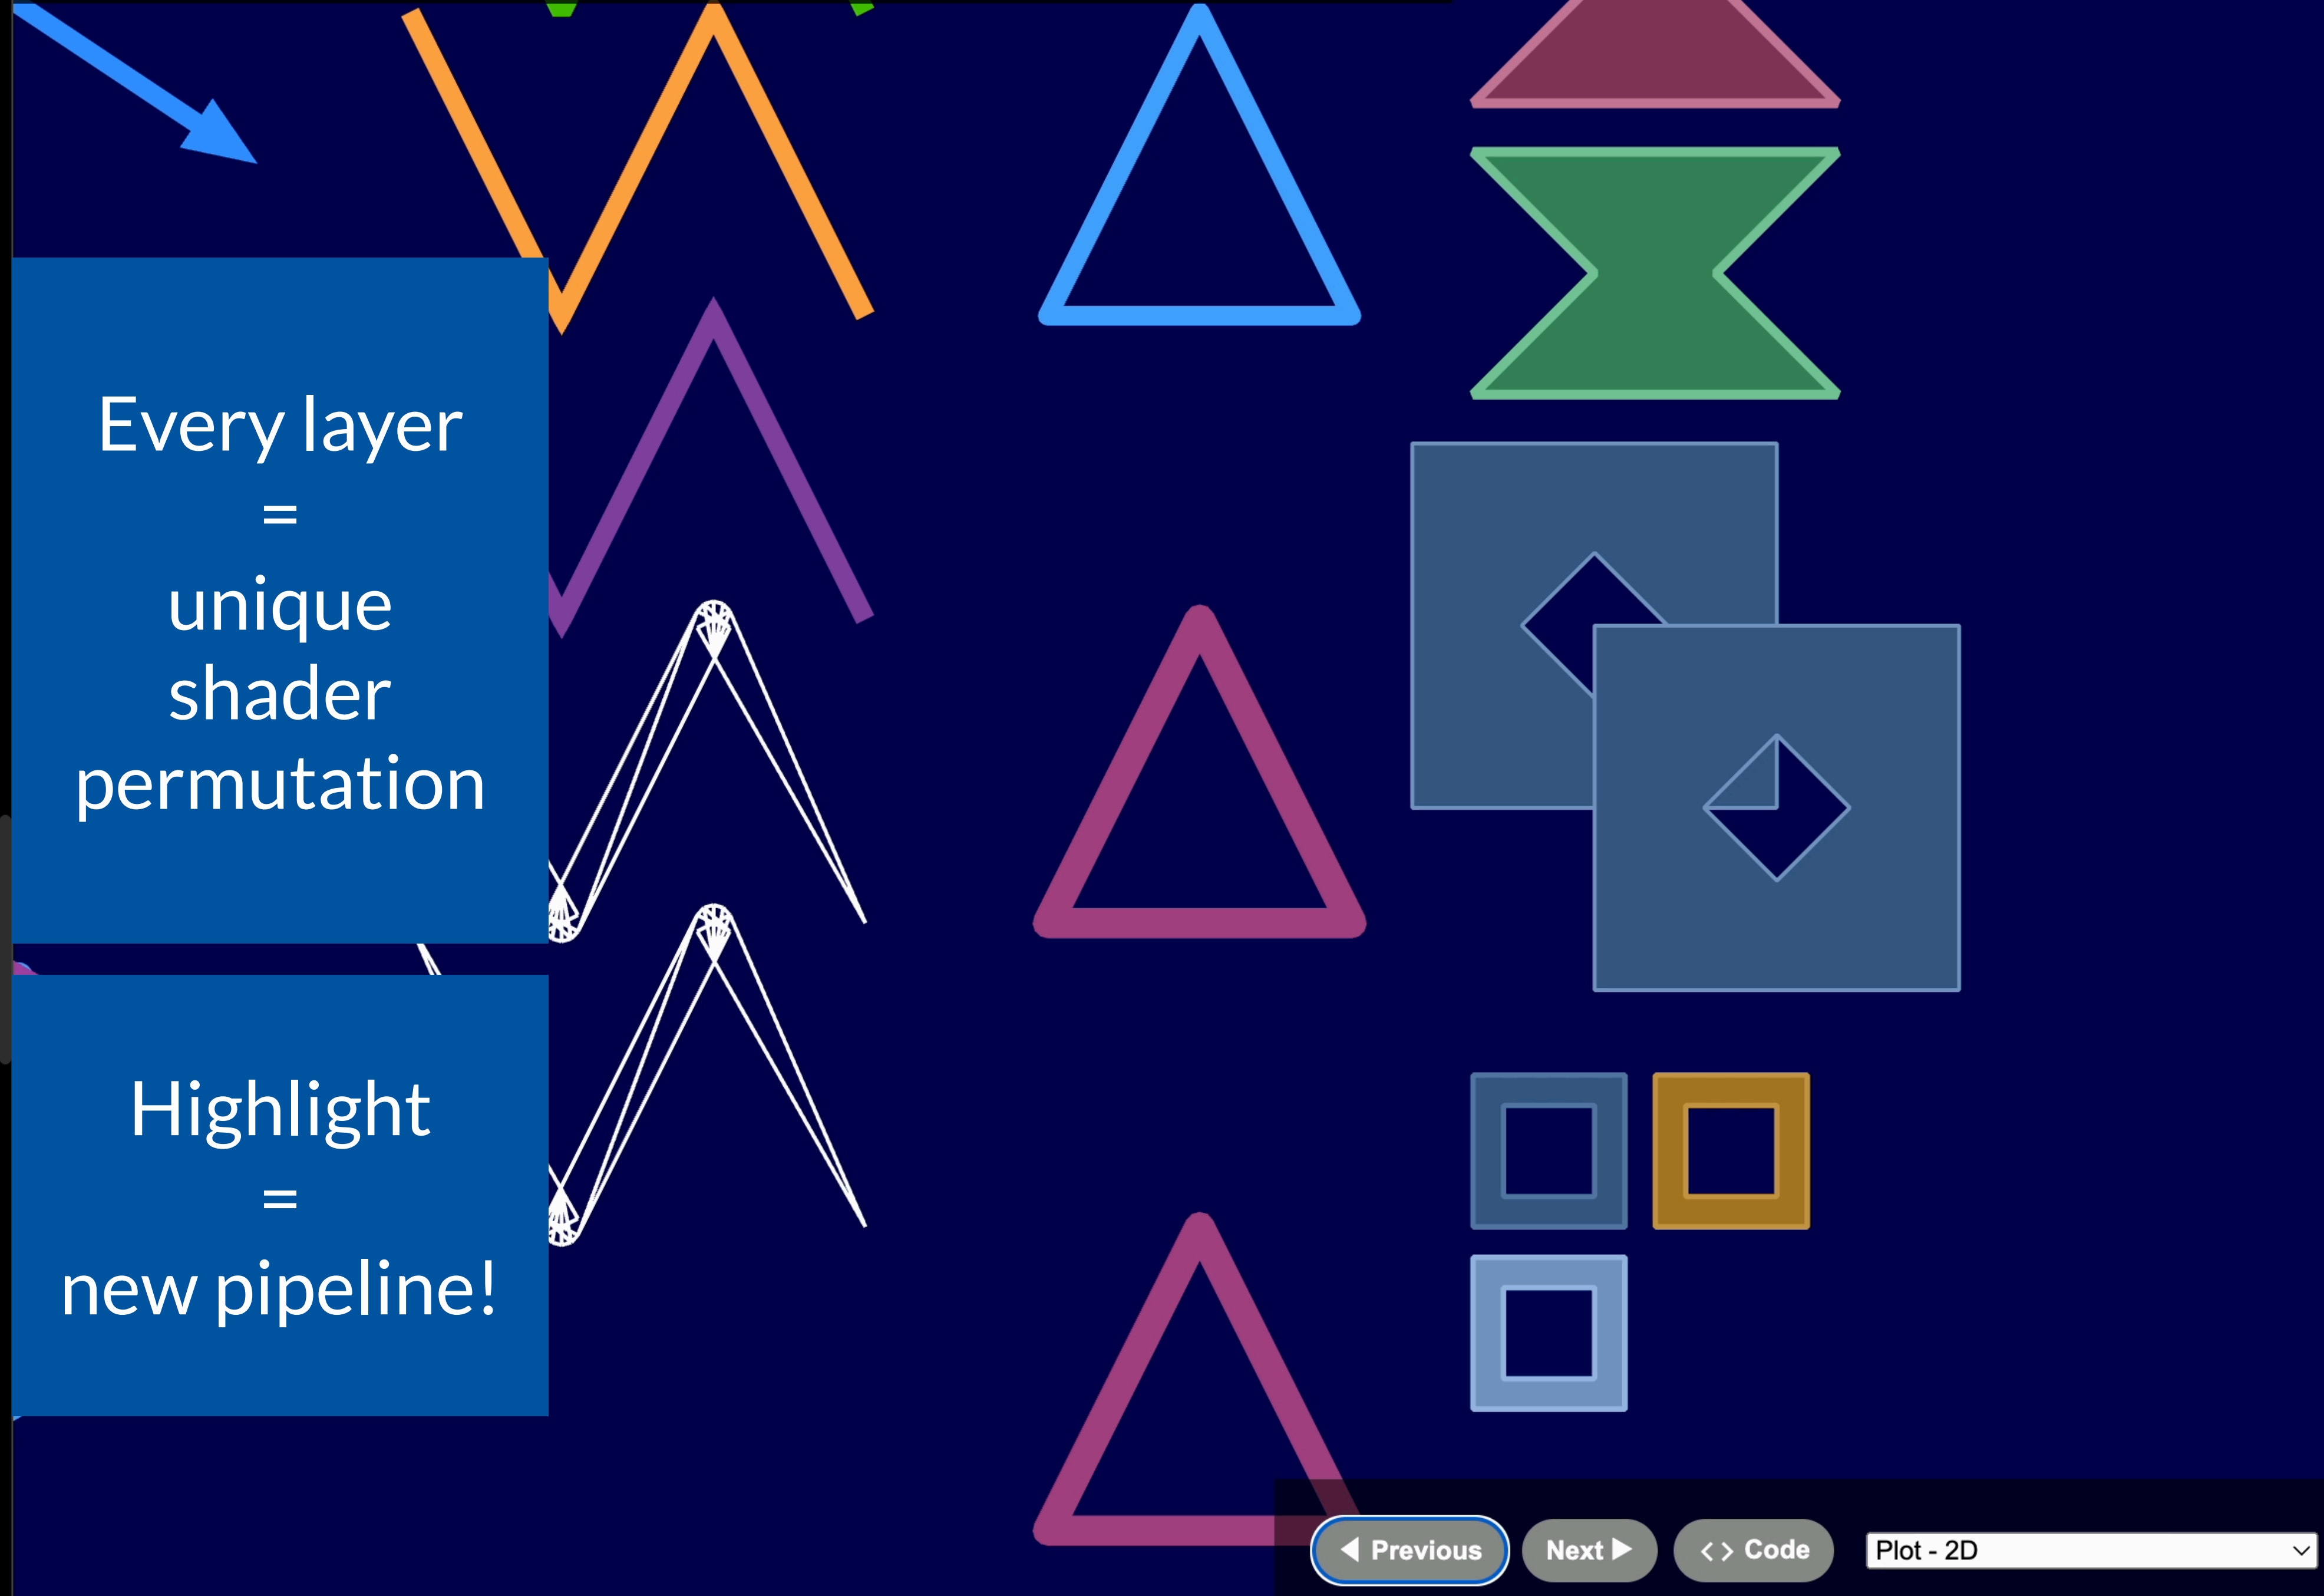 Every layer
=
unique
shader
permutation
Highlight
=
new pipeline!
Previous
Next
Code
Plot - 2D